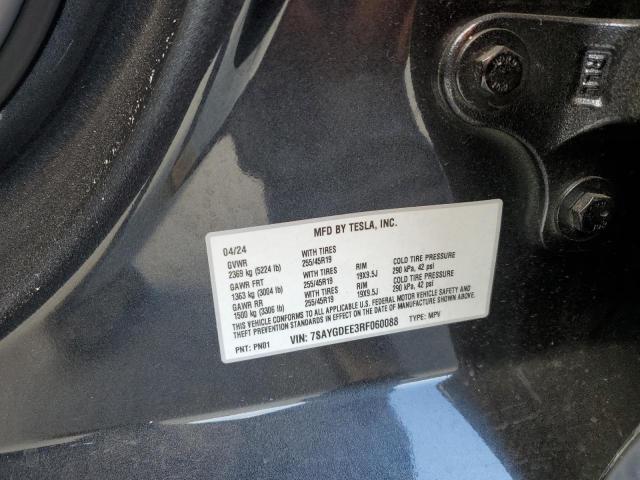 MFD BY TESLA, INC.
04/24
GVWR WITH TIRES
2369 kg (5224 lb) 255/45R19 RIM COLD TIRE PRESSURE
GAWR FRT WITH TIRES 19X9.5J 290 kPa, 42 psi
1363 kg (3004 lb) 255/45R19 RIM COLD TIRE PRESSURE
GAWR RR WITH TIRES 19X9.5J 290 kPa, 42 psi
1500 kg (3306 lb) 255/45R19
THIS VEHICLE CONFORMS TO ALL APPLICABLE U.S. FEDERAL MOTOR VEHICLE SAFETY AND
THEFT PREVENTION STANDARDS IN EFFECT ON THE DATE OF MANUFACTURE SHOWN ABOVE.
PNT: PN01 VIN: 7SAYGDEE3RF060088 TYPE: MPV